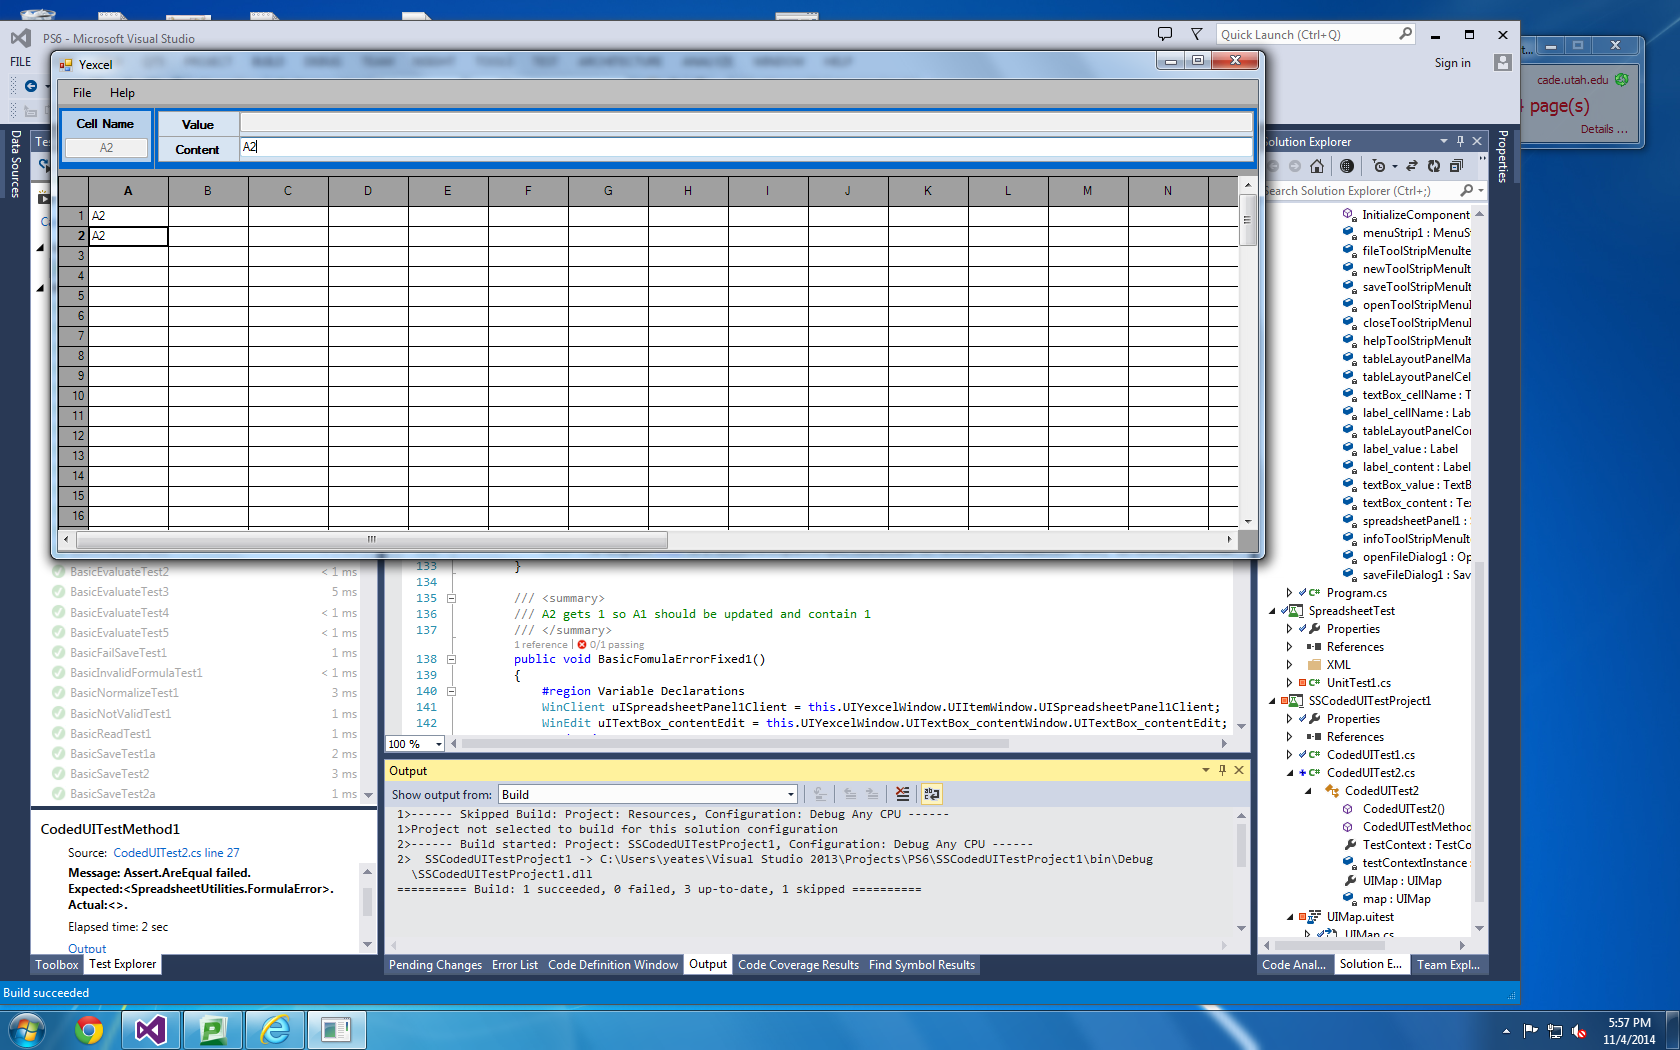 PS6 - Microsoft Visual Studio
Quick Launch (Ctrl+Q)
FILE
Sign in
Yexcel
File Help
Cell Name
A2
Value
Content A2
A B C D E F G H I J K L M N
1 A2
2 A2
3
4
5
6
7
8
9
10
11
12
13
14
15
16
cade.utah.edu
page(s)
Details ...
Data Sources
Properties
Solution Explorer
Search Solution Explorer (Ctrl+;)
InitializeComponent
menuStrip1 : MenuSt
fileToolStripMenuIte
newToolStripMenuIt
saveToolStripMenuIt
openToolStripMenuI
closeToolStripMenuI
helpToolStripMenuIt
tableLayoutPanelMa
tableLayoutPanelCel
textBox_cellName : T
label_cellName : Lab
tableLayoutPanelCor
label_value : Label
label_content : Label
textBox_value : TextB
textBox_content : Te
spreadsheetPanel1 :
infoToolStripMenuIt
openFileDialog1 : Op
saveFileDialog1 : Sav
Program.cs
SpreadsheetTest
Properties
References
XML
UnitTest1.cs
SSCodedUITestProject1
Properties
References
CodedUITest1.cs
CodedUITest2.cs
CodedUITest2
CodedUITest2()
CodedUITestMethod
TestContext : TestCo
testContextInstance :
UIMap : UIMap
map : UIMap
UIMap.uitest
UIMap.cs
Code Anal... Solution E... Team Expl...
BasicEvaluateTest2 < 1 ms
BasicEvaluateTest3 5 ms
BasicEvaluateTest4 < 1 ms
BasicEvaluateTest5 < 1 ms
BasicFailSaveTest1 1 ms
BasicInvalidFormulaTest1 < 1 ms
BasicNormalizeTest1 3 ms
BasicNotValidTest1 1 ms
BasicReadTest1 1 ms
BasicSaveTest1a 2 ms
BasicSaveTest2 3 ms
BasicSaveTest2a 1 ms
CodedUITestMethod1
Source: CodedUITest2.cs line 27
Message: Assert.AreEqual failed.
Expected:<SpreadsheetUtilities.FormulaError>.
Actual:<>.
Elapsed time: 2 sec
Output
Toolbox Test Explorer
133 }
134
135 /// <summary>
136 /// A2 gets 1 so A1 should be updated and contain 1
137 /// </summary>
1 reference | 0/1 passing
138 public void BasicFomulaErrorFixed1()
139 {
140 #region Variable Declarations
141 WinClient uISpreadsheetPanel1Client = this.UIYexcelWindow.UIItemWindow.UISpreadsheetPanel1Client;
142 WinEdit uITextBox_contentEdit = this.UIYexcelWindow.UITextBox_contentWindow.UITextBox_contentEdit;
100 %
Output
Show output from: Build
1>------ Skipped Build: Project: Resources, Configuration: Debug Any CPU ------
1>Project not selected to build for this solution configuration
2>------ Build started: Project: SSCodedUITestProject1, Configuration: Debug Any CPU ------
2> SSCodedUITestProject1 -> C:\Users\yeates\Visual Studio 2013\Projects\PS6\SSCodedUITestProject1\bin\Debug
\SSCodedUITestProject1.dll
========== Build: 1 succeeded, 0 failed, 3 up-to-date, 1 skipped ==========
Pending Changes Error List Code Definition Window Output Code Coverage Results Find Symbol Results
Build succeeded
5:57 PM
11/4/2014